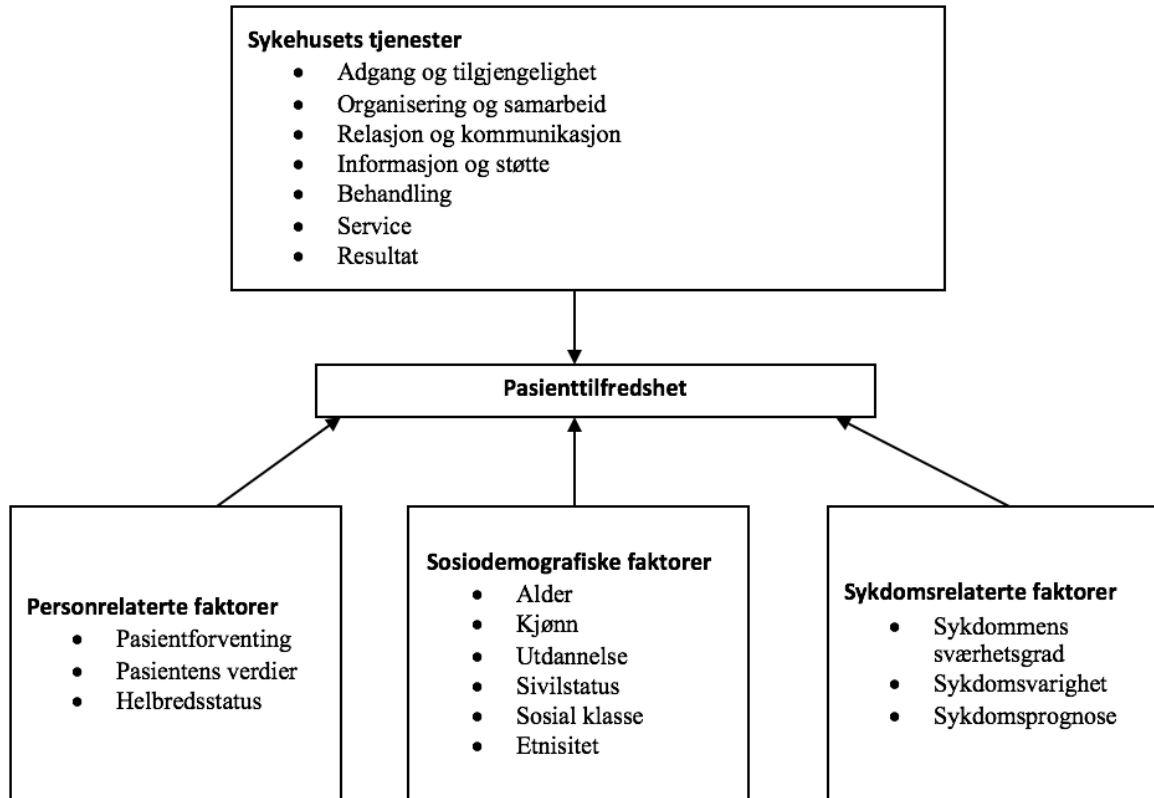 Sykehusets tjenester
• Adgang og tilgjengelighet
• Organisering og samarbeid
• Relasjon og kommunikasjon
• Informasjon og støtte
• Behandling
• Service
• Resultat
Pasienttilfredshet
Personrelaterte faktorer
• Pasientforventing
• Pasientens verdier
• Helbredsstatus
Sosiodemografiske faktorer
• Alder
• Kjønn
• Utdannelse
• Sivilstatus
• Sosial klasse
• Etnisitet
Sykdomsrelaterte faktorer
• Sykdommens
sværhetsgrad
• Sykdomsvarighet
• Sykdomsprognose